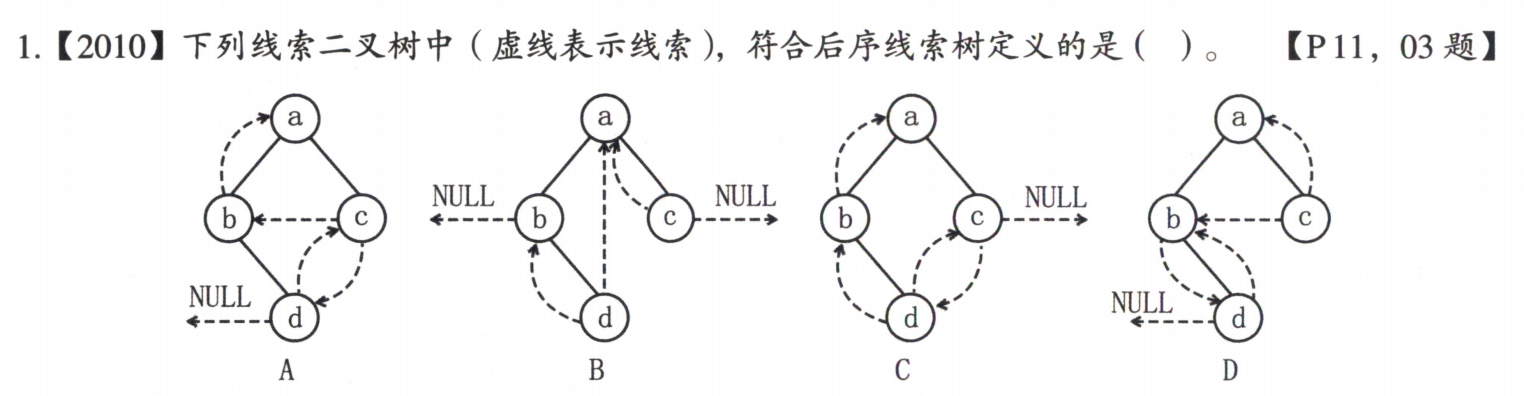 1.【2010】下列线索二叉树中（虚线表示线索），符合后序线索树定义的是（ ）。 【P11，03题】
a a a a
NULL NULL NULL
b c b c b c b c
NULL NULL
d d d d
A B C D